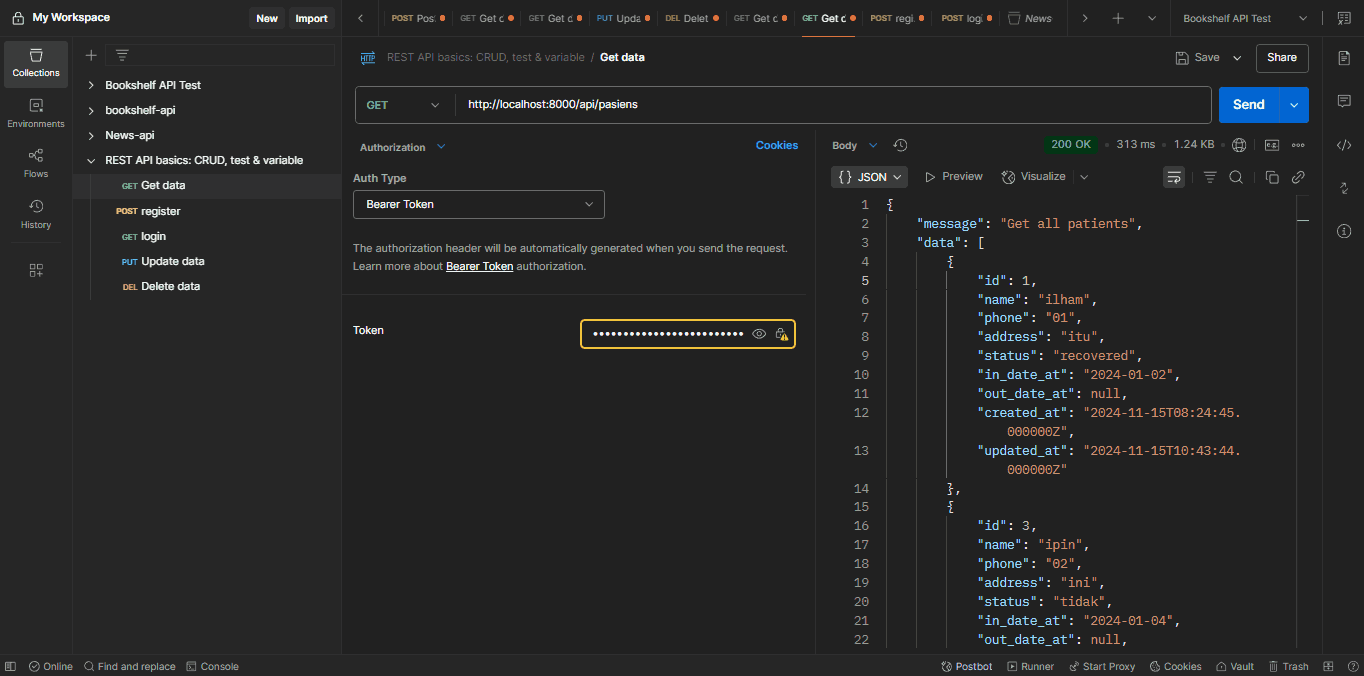 My Workspace
New
Import
POST Pos
GET Get c
GET Get d
PUT Upda
DEL Delet
GET Get c
GET Get d
POST regi
POST logi
News
Bookshelf API Test
Collections
Environments
Flows
History
Bookshelf API Test
bookshelf-api
News-api
REST API basics: CRUD, test & variable
GET Get data
POST register
GET login
PUT Update data
DEL Delete data
HTTP REST API basics: CRUD, test & variable / Get data
Save
Share
GET
http://localhost:8000/api/pasiens
Send
Authorization
Cookies
Auth Type
Bearer Token
The authorization header will be automatically generated when you send the request.
Learn more about Bearer Token authorization.
Token
Body
200 OK
313 ms
1.24 KB
{} JSON
Preview
Visualize
1 {
2 "message": "Get all patients",
3 "data": [
4 {
5 "id": 1,
6 "name": "ilham",
7 "phone": "01",
8 "address": "itu",
9 "status": "recovered",
10 "in_date_at": "2024-01-02",
11 "out_date_at": null,
12 "created_at": "2024-11-15T08:24:45.
000000Z",
13 "updated_at": "2024-11-15T10:43:44.
000000Z"
14 },
15 {
16 "id": 3,
17 "name": "ipin",
18 "phone": "02",
19 "address": "ini",
20 "status": "tidak",
21 "in_date_at": "2024-01-04",
22 "out_date_at": null,
Online
Find and replace
Console
Postbot
Runner
Start Proxy
Cookies
Vault
Trash